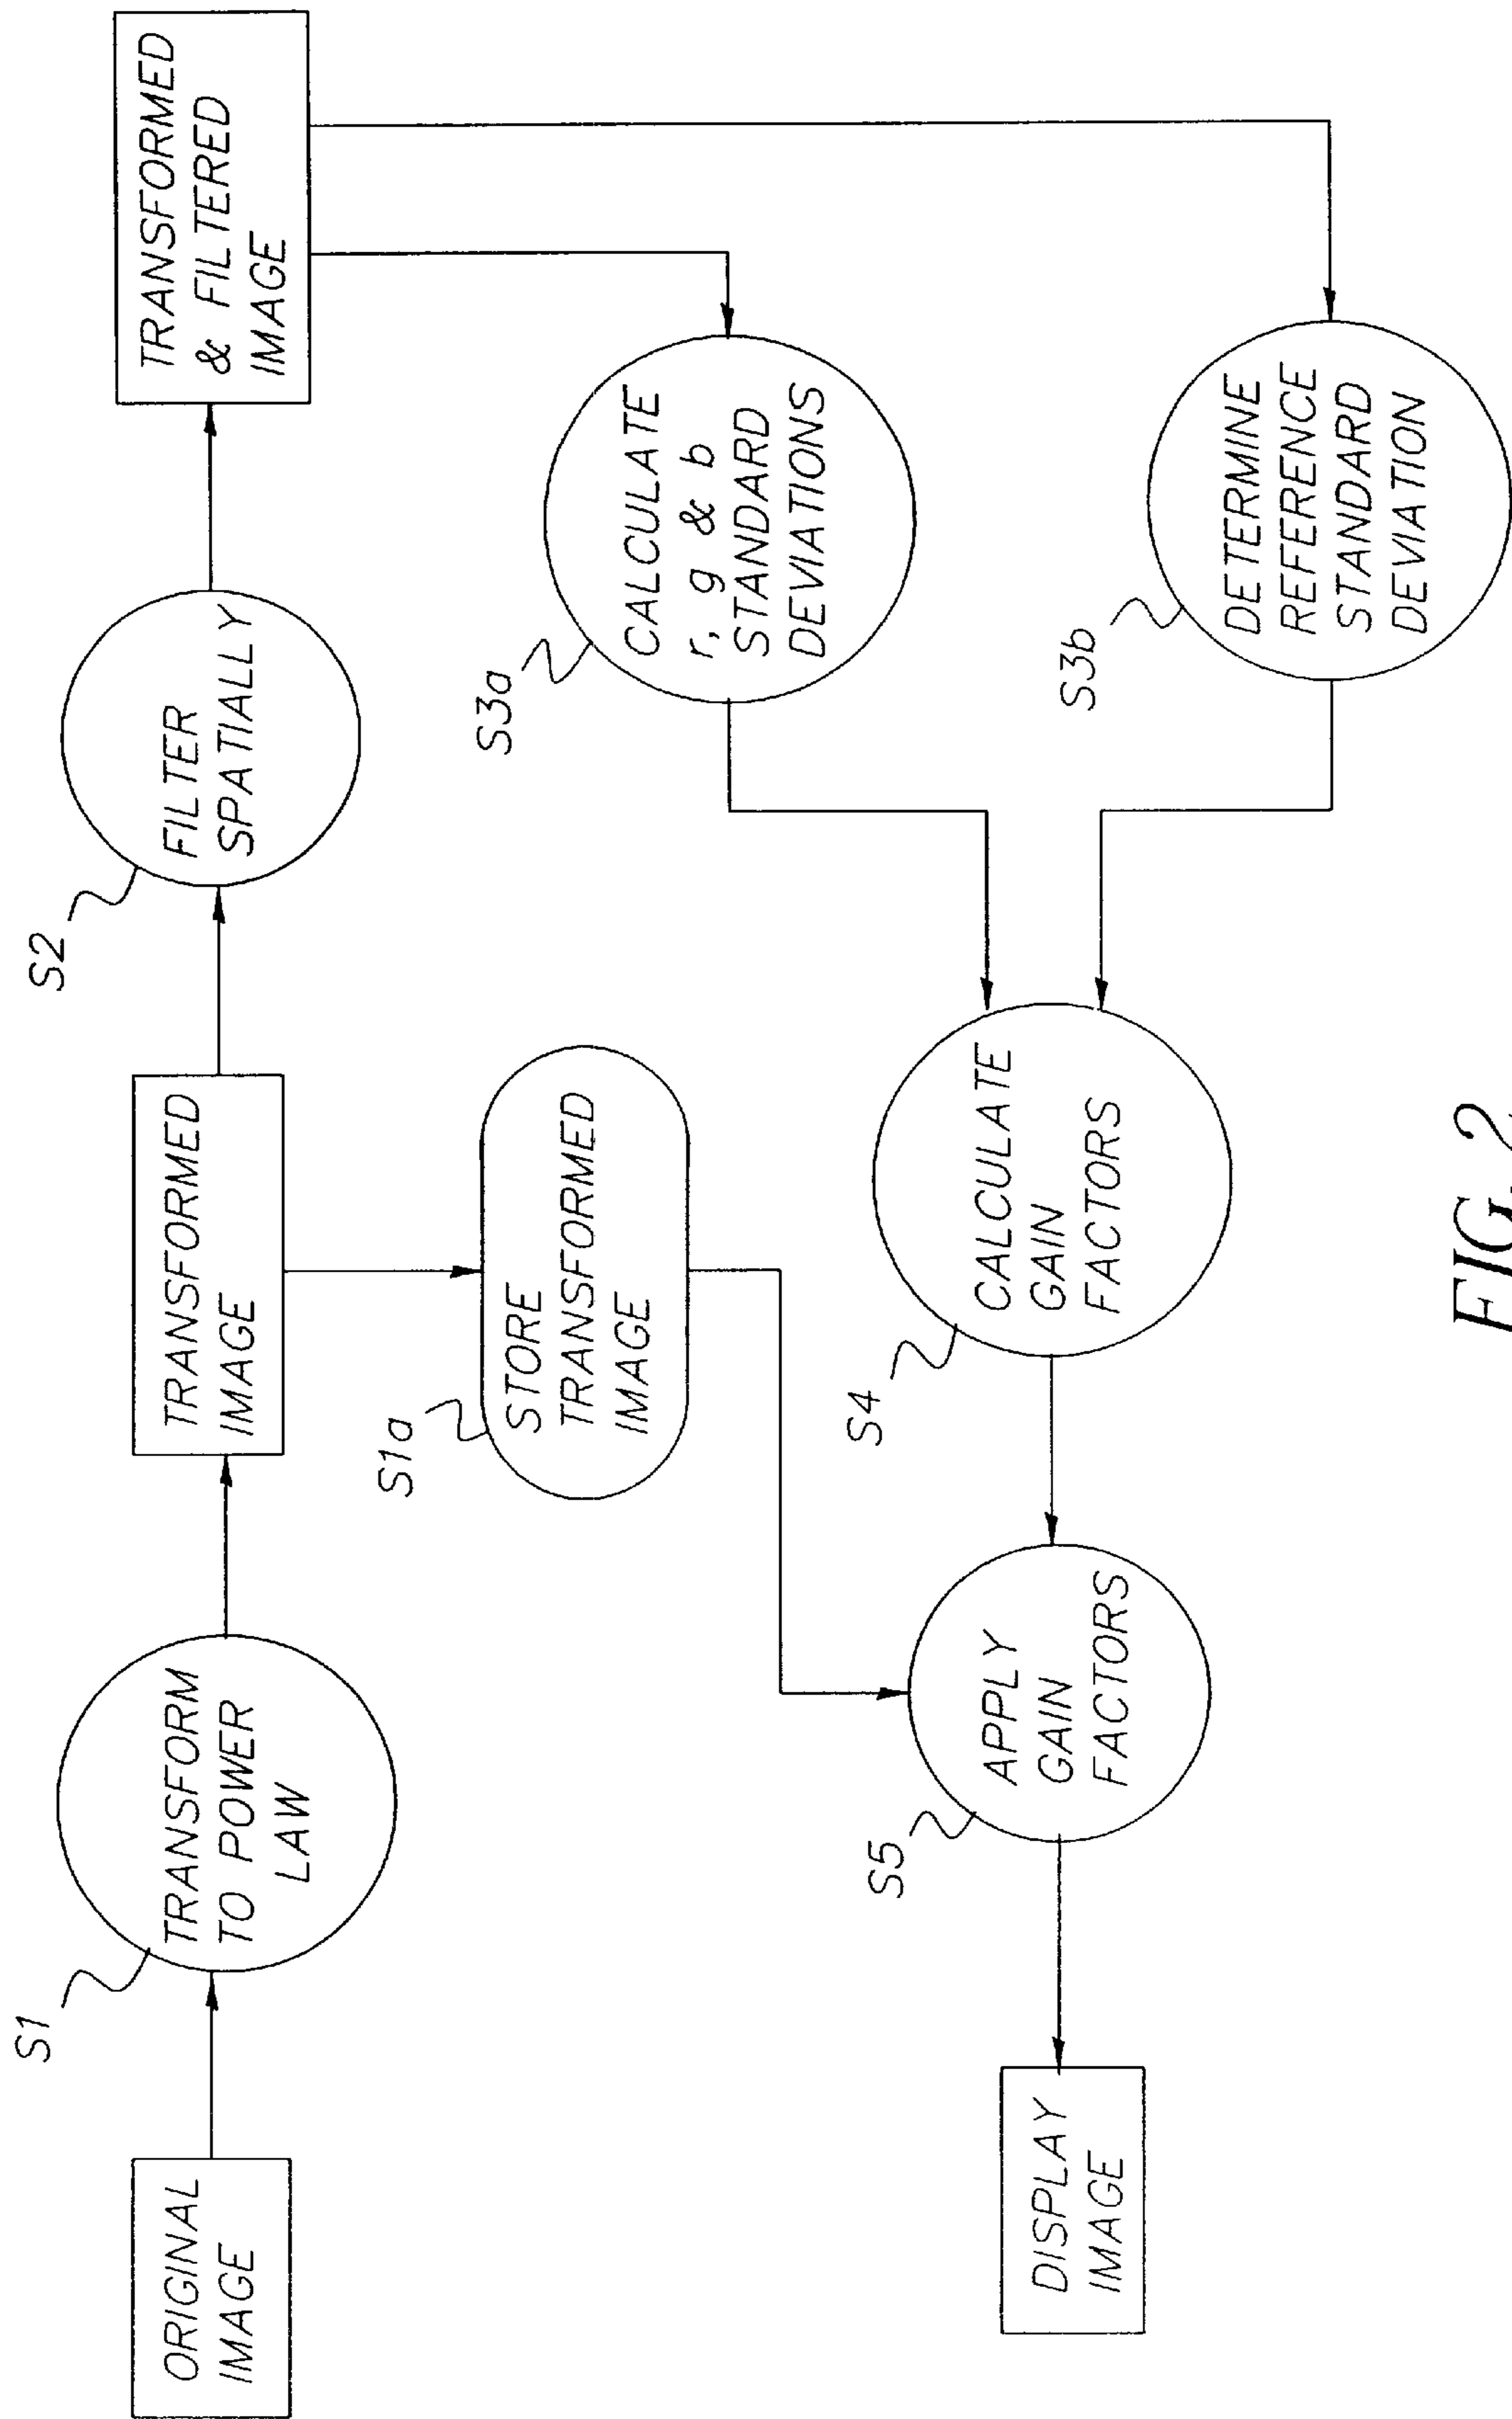 S1
S2
ORIGINAL
IMAGE
TRANSFORM
TO POWER
LAW
TRANSFORMED
IMAGE
FILTER
SPATIALLY
TRANSFORMED
& FILTERED
IMAGE
S1a
STORE
TRANSFORMED
IMAGE
S3a
CALCULATE
r, g & b
STANDARD
DEVIATIONS
S5
APPLY
GAIN
FACTORS
S4
CALCULATE
GAIN
FACTORS
S3b
DETERMINE
REFERENCE
STANDARD
DEVIATION
DISPLAY
IMAGE
FIG. 2